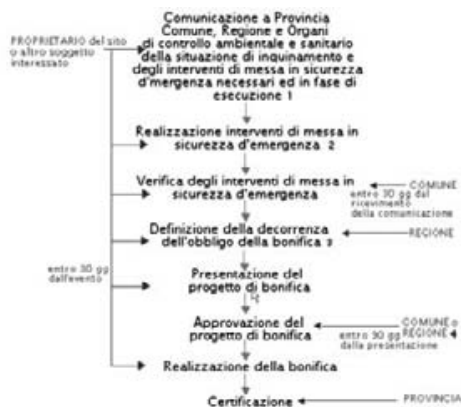 Comunicazione a Provincia
Comune, Regione e Organi
di controllo ambientale e sanitario
della situazione di inquinamento e
degli interventi di messa in sicurezza
d'mergenza necessari ed in fase di
esecuzione 1
PROPRIETARIO del sito
o altro soggetto
interessato
Realizzazione interventi di messa in
sicurezza d'emergenza 2
Verifica degli interventi di messa in
sicurezza d'emergenza
COMUNE
entro 30 gg dal
ricevimento
della comunicazione
Definizione della decorrenza
dell'obbligo della bonifica 3
REGIONE
entro 30 gg
dall'evento
Presentazione del
progetto di bonifica
Approvazione del
progetto di bonifica
COMUNE o
REGIONE
entro 90 gg
dalla presentazione
Realizzazione della bonifica
Certificazione
PROVINCIA